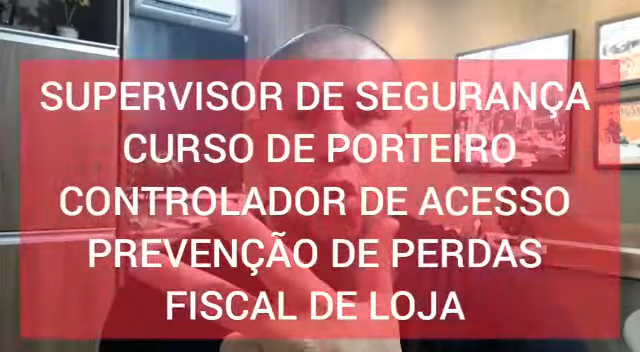 SUPERVISOR DE SEGURANÇA
CURSO DE PORTEIRO
CONTROLADOR DE ACESSO
PREVENÇÃO DE PERDAS
FISCAL DE LOJA